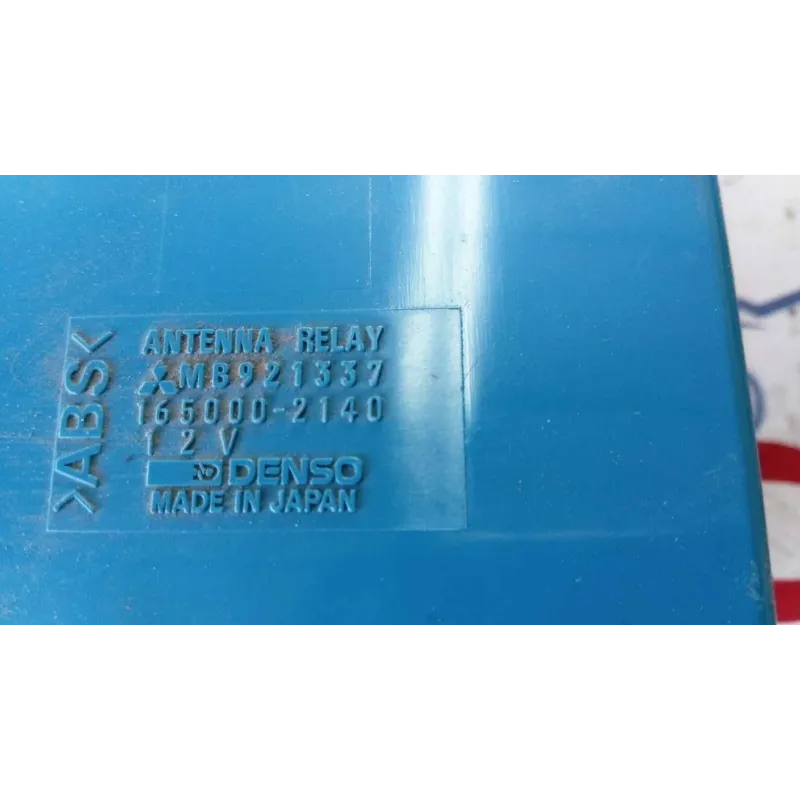 >ABS<
ANTENNA RELAY
MB921337
165000-2140
12V
DENSO
MADE IN JAPAN